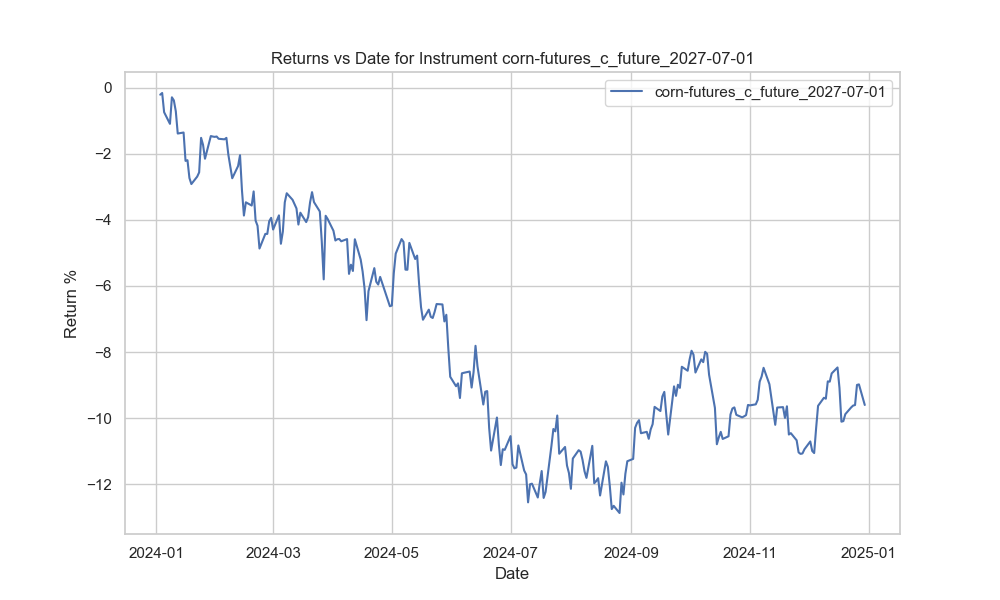 Returns vs Date for Instrument corn-futures_c_future_2027-07-01
corn-futures_c_future_2027-07-01
Return %
0
−2
−4
−6
−8
−10
−12
2024-01 2024-03 2024-05 2024-07 2024-09 2024-11 2025-01
Date